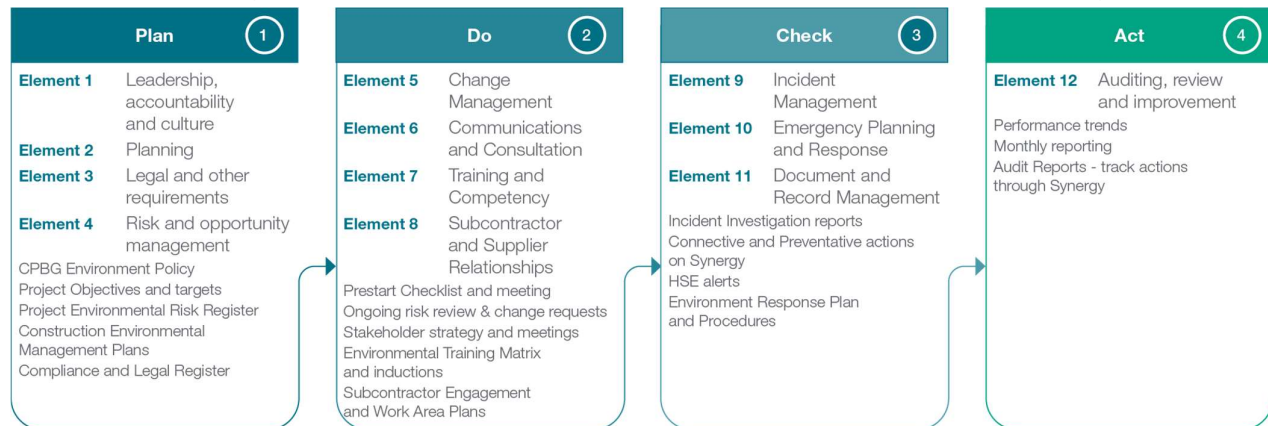 Plan 1
Element 1 Leadership,
accountability
and culture
Element 2 Planning
Element 3 Legal and other
requirements
Element 4 Risk and opportunity
management
CPBG Environment Policy
Project Objectives and targets
Project Environmental Risk Register
Construction Environmental
Management Plans
Compliance and Legal Register
Do 2
Element 5 Change
Management
Element 6 Communications
and Consultation
Element 7 Training and
Competency
Element 8 Subcontractor
and Supplier
Relationships
Prestart Checklist and meeting
Ongoing risk review & change requests
Stakeholder strategy and meetings
Environmental Training Matrix
and inductions
Subcontractor Engagement
and Work Area Plans
Check 3
Element 9 Incident
Management
Element 10 Emergency Planning
and Response
Element 11 Document and
Record Management
Incident Investigation reports
Connective and Preventative actions
on Synergy
HSE alerts
Environment Response Plan
and Procedures
Act 4
Element 12 Auditing, review
and improvement
Performance trends
Monthly reporting
Audit Reports - track actions
through Synergy